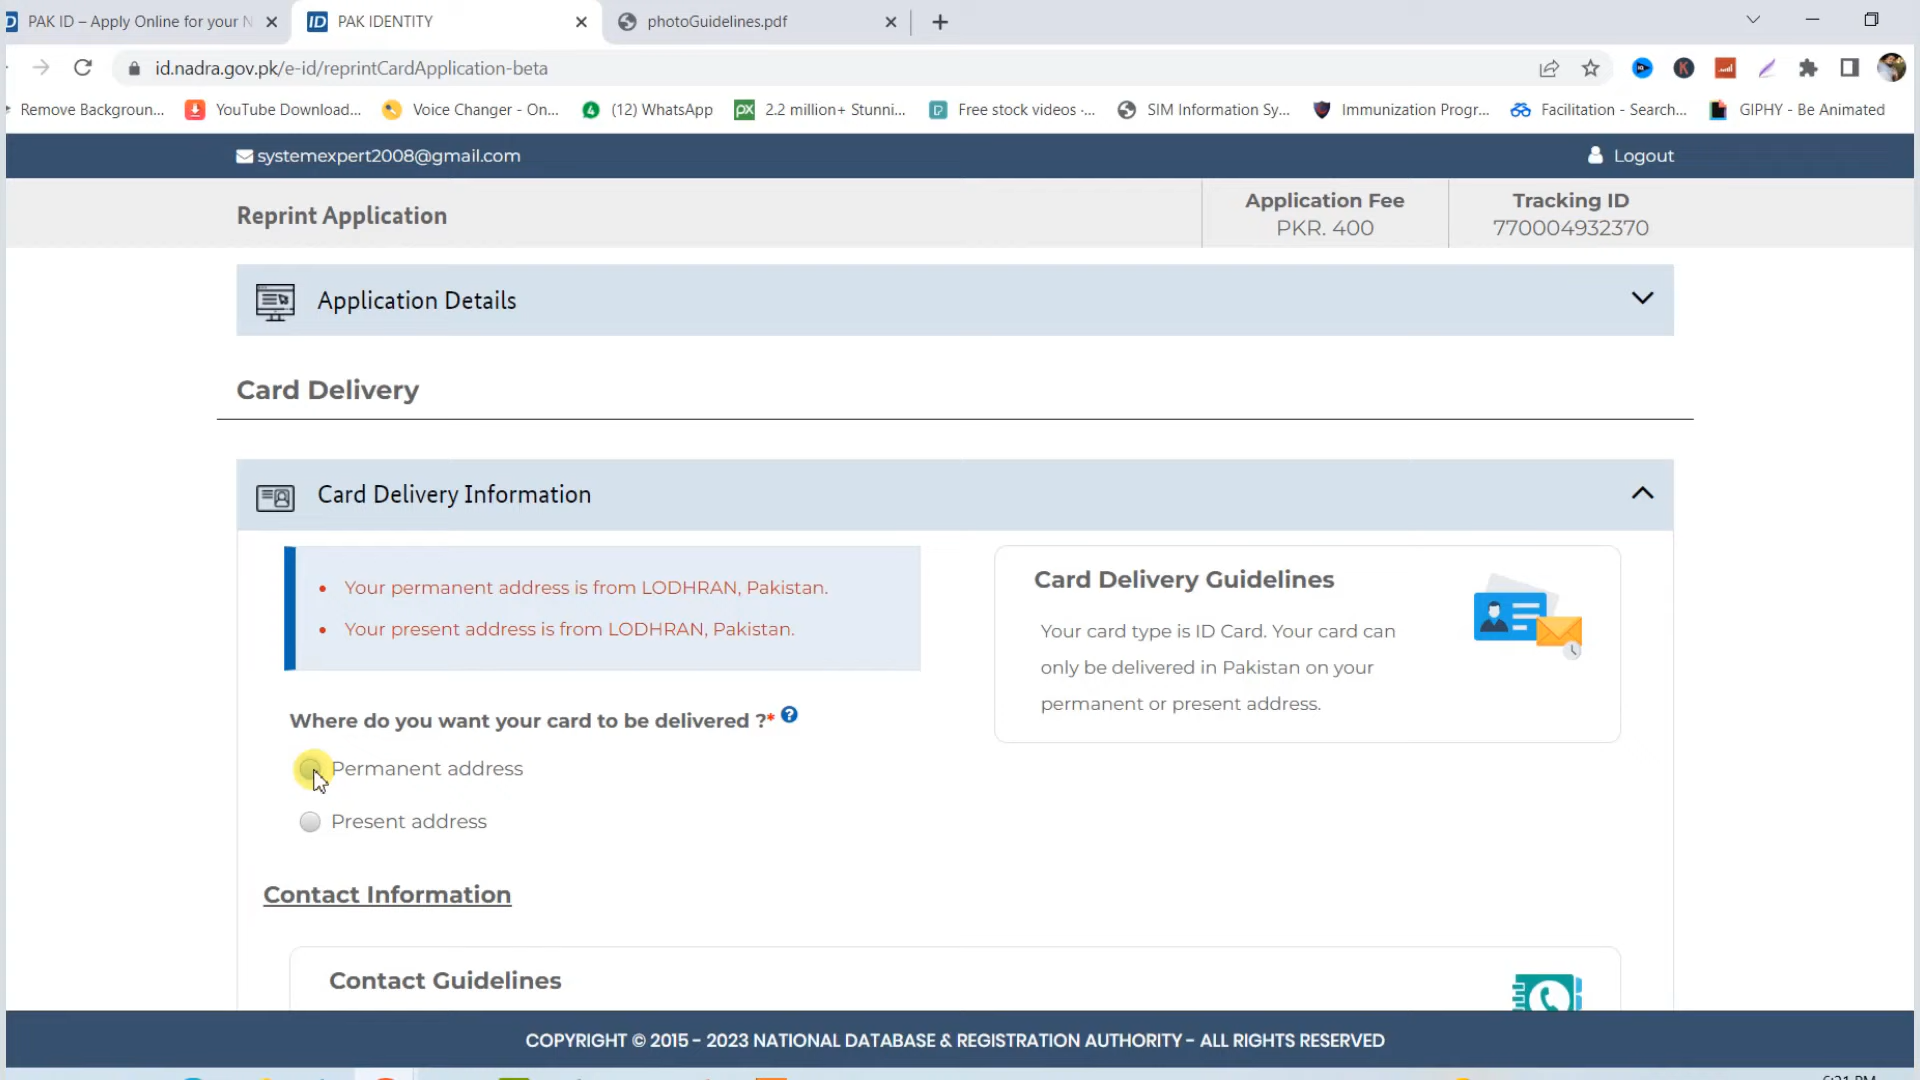 PAK ID – Apply Online for your N
PAK IDENTITY
photoGuidelines.pdf
id.nadra.gov.pk/e-id/reprintCardApplication-beta
Remove Backgroun...
YouTube Download...
Voice Changer - On...
(12) WhatsApp
2.2 million+ Stunni...
Free stock videos ·...
SIM Information Sy...
Immunization Progr...
Facilitation - Search...
GIPHY - Be Animated
systemexpert2008@gmail.com
Logout
Reprint Application
Application Fee
PKR. 400
Tracking ID
770004932370
Application Details
Card Delivery
Card Delivery Information
Your permanent address is from LODHRAN, Pakistan.
Your present address is from LODHRAN, Pakistan.
Card Delivery Guidelines
Your card type is ID Card. Your card can
only be delivered in Pakistan on your
permanent or present address.
Where do you want your card to be delivered ?* ?
Permanent address
Present address
Contact Information
Contact Guidelines
COPYRIGHT © 2015 - 2023 NATIONAL DATABASE & REGISTRATION AUTHORITY - ALL RIGHTS RESERVED